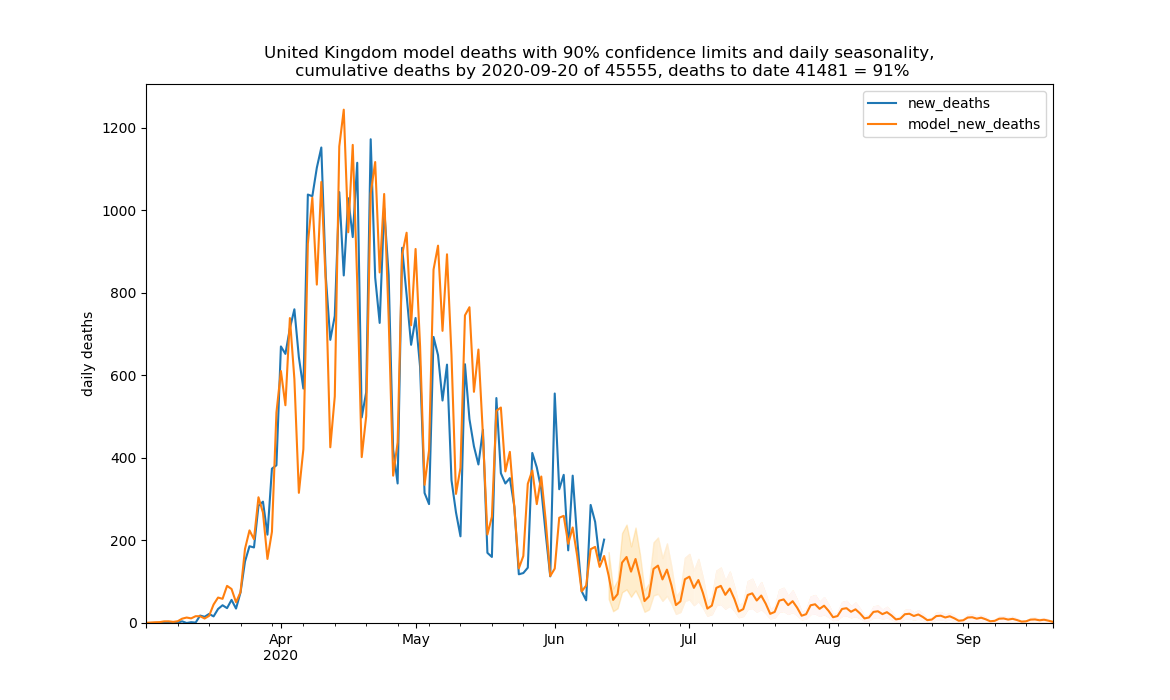 United Kingdom model deaths with 90% confidence limits and daily seasonality,
cumulative deaths by 2020-09-20 of 45555, deaths to date 41481 = 91%
new_deaths
model_new_deaths
1200
1000
800
600
400
200
0
daily deaths
Apr
2020
May
Jun
Jul
Aug
Sep